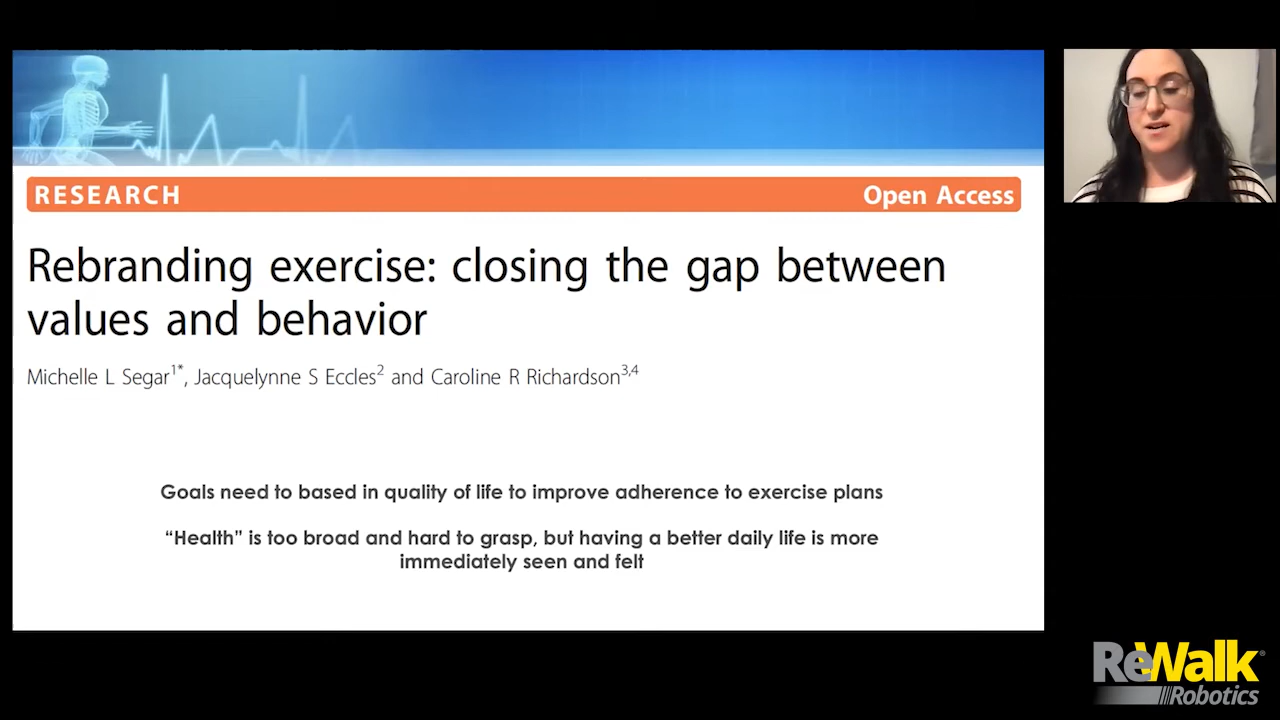 RESEARCH
Open Access
Rebranding exercise: closing the gap between
values and behavior
Michelle L Segar1*, Jacquelynne S Eccles2 and Caroline R Richardson3,4
Goals need to based in quality of life to improve adherence to exercise plans
“Health” is too broad and hard to grasp, but having a better daily life is more
immediately seen and felt
ReWalk®
Robotics